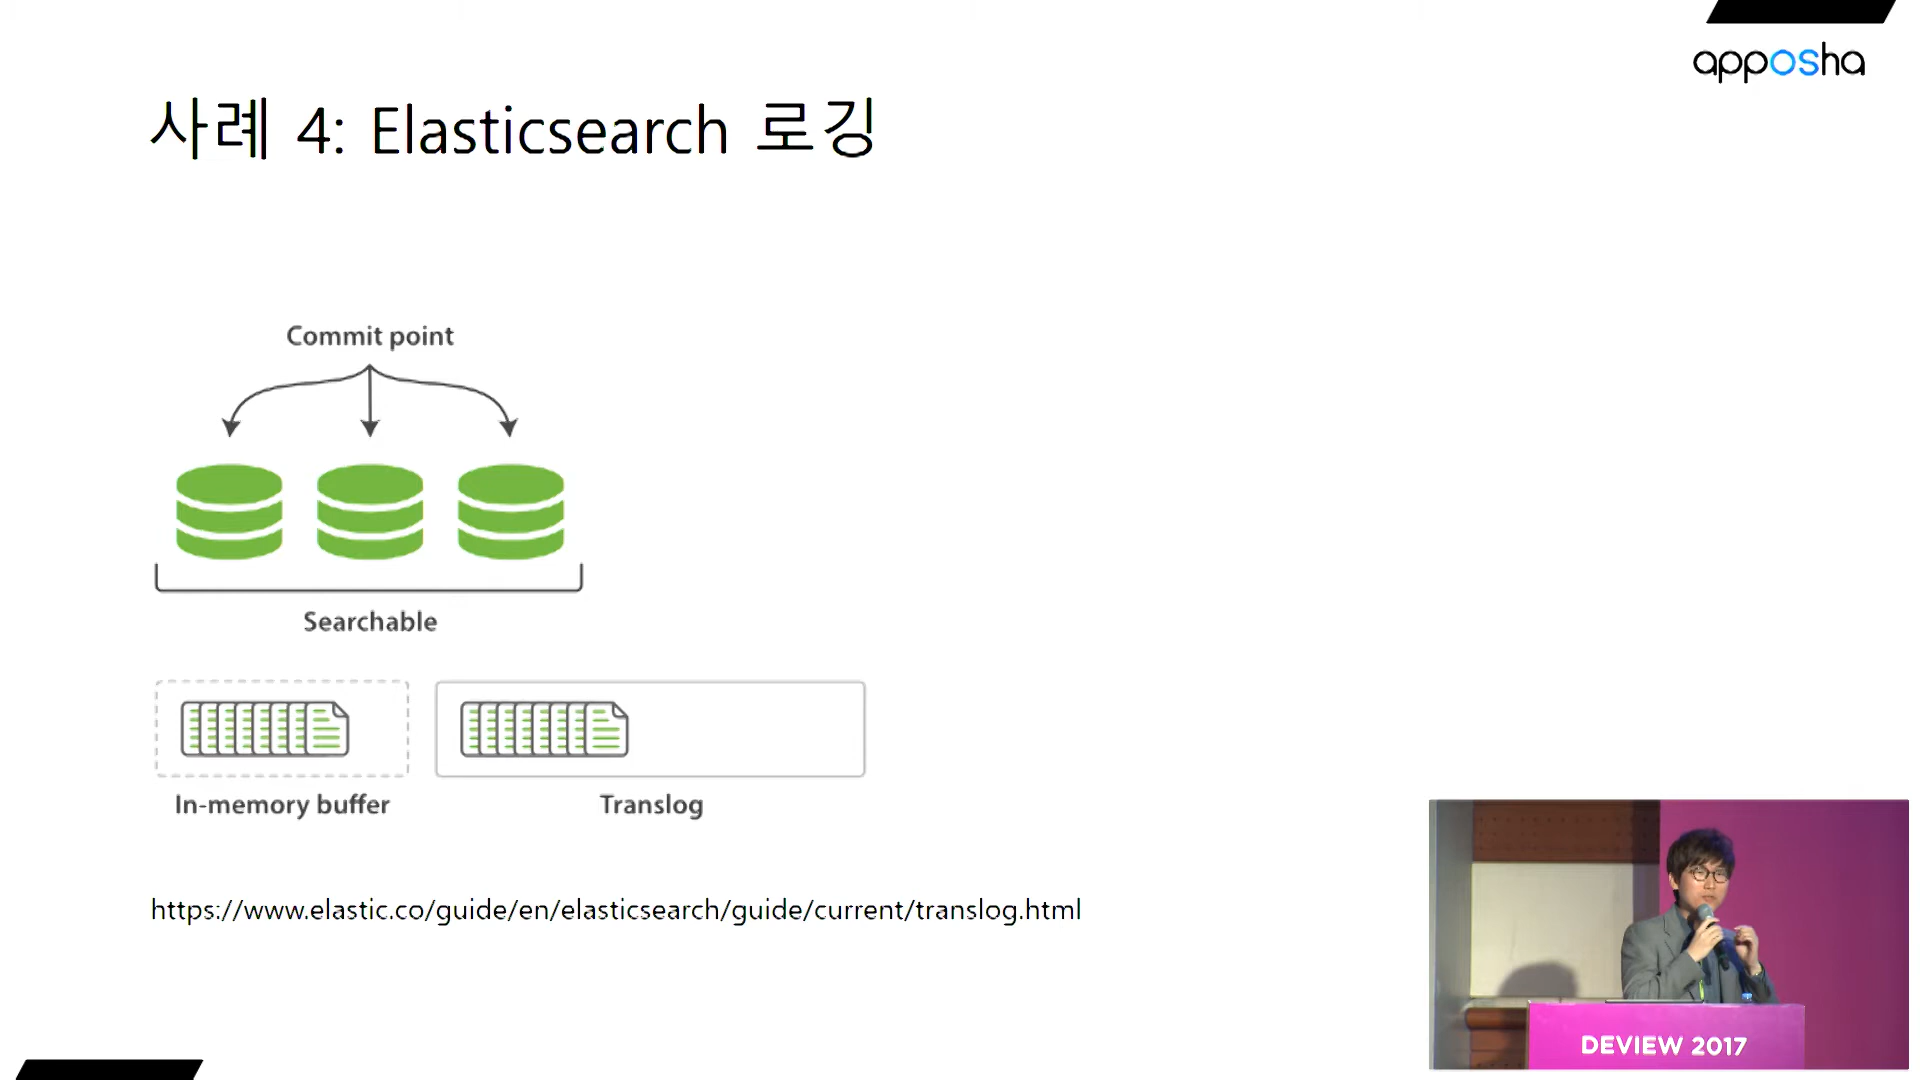 apposha
사례 4: Elasticsearch 로깅
Commit point
Searchable
In-memory buffer
Translog
https://www.elastic.co/guide/en/elasticsearch/guide/current/translog.html
DEVIEW 2017